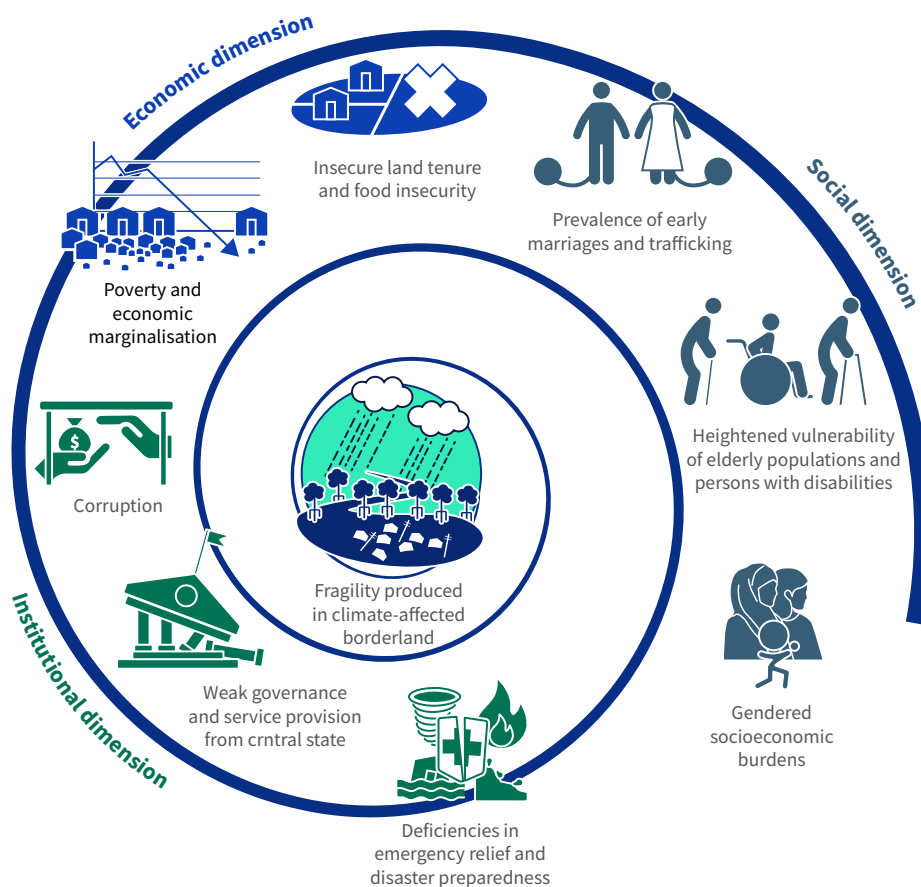 Economic dimension
Insecure land tenure
and food insecurity
Prevalence of early
marriages and trafficking
Social dimension
Poverty and
economic
marginalisation
Heightened vulnerability
of elderly populations and
persons with disabilities
$
Corruption
Fragility produced
in climate-affected
borderland
Institutional dimension
Weak governance
and service provision
from crntral state
Gendered
socioeconomic
burdens
Deficiencies in
emergency relief and
disaster preparedness